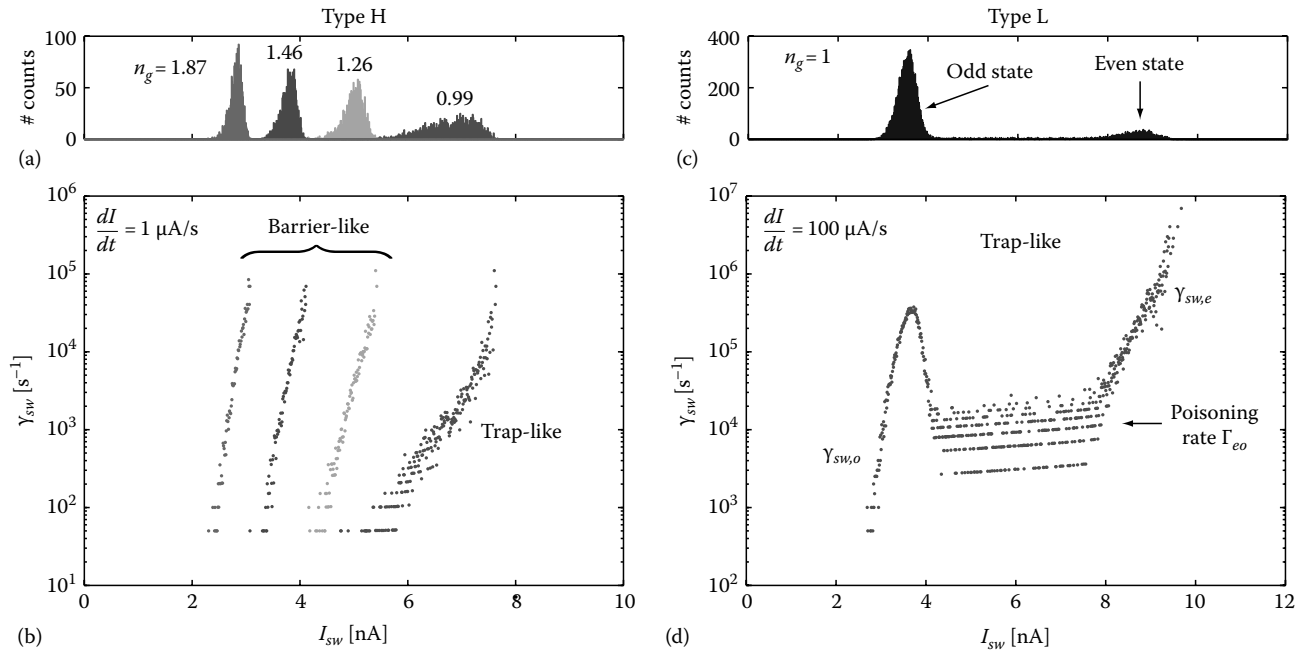 Type H
100
50
0
# counts
n_g = 1.87
1.46
1.26
0.99
(a)
10^6
10^5
10^4
10^3
10^2
10^1
γ_sw [s^−1]
dI/dt = 1 μA/s
Barrier-like
Trap-like
0 2 4 6 8 10
I_sw [nA]
(b)
Type L
400
200
0
# counts
n_g = 1
Odd state
Even state
(c)
10^7
10^6
10^5
10^4
10^3
10^2
γ_sw [s^−1]
dI/dt = 100 μA/s
Trap-like
γ_sw,e
γ_sw,o
Poisoning
rate Γ_eo
0 2 4 6 8 10 12
I_sw [nA]
(d)